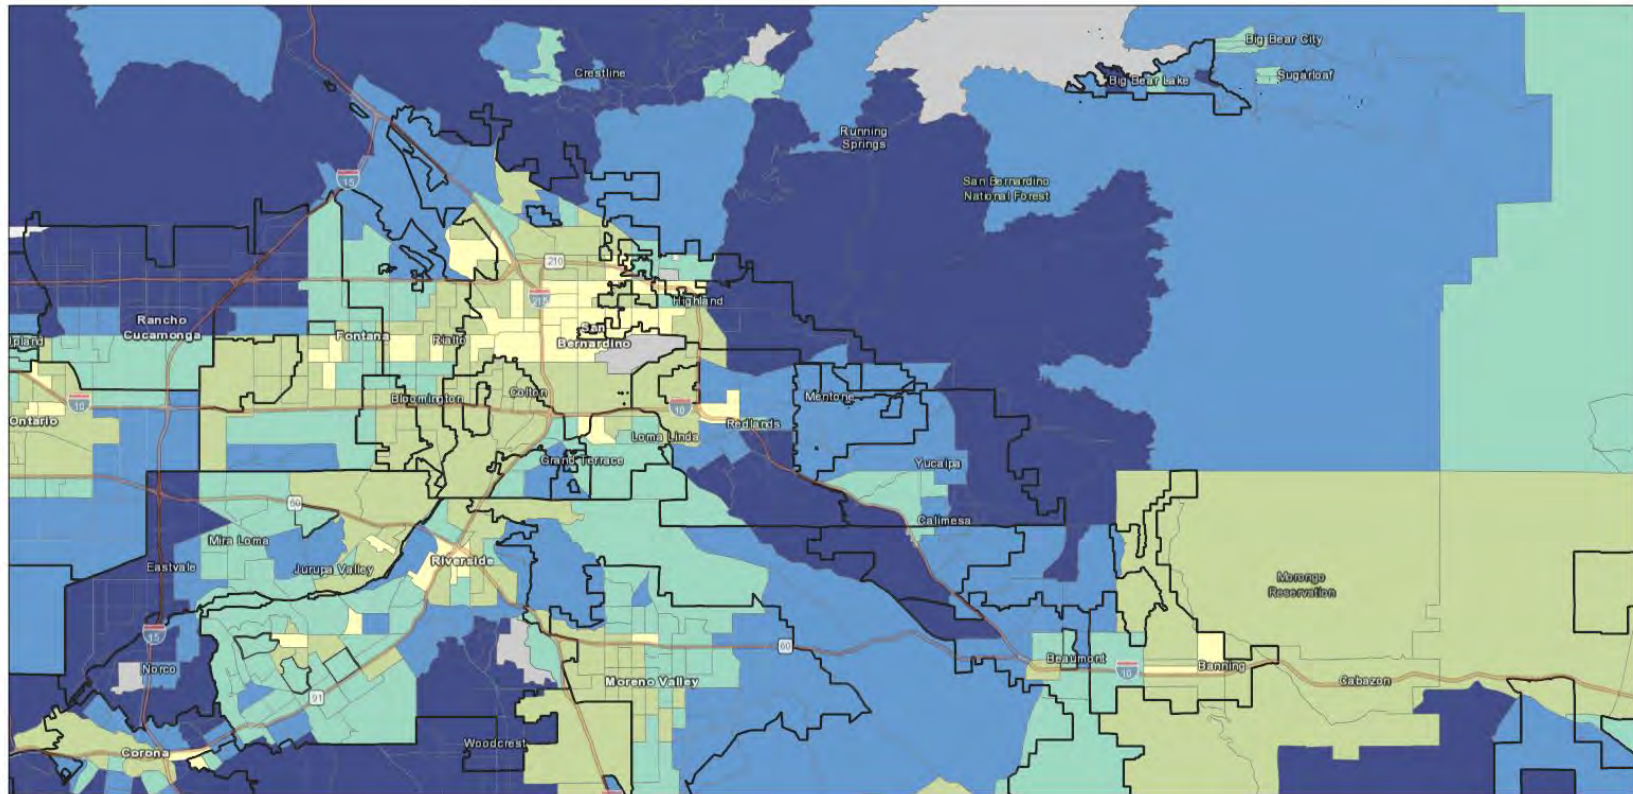 Big Bear City
Crestline
Big Bear Lake
Sugarloaf
Running
Springs
15
San Bernardino
National Forest
210
215
Highland
Rancho
Cucamonga
Fontana
Rialto
San
Bernardino
pland
10
Ontario
Bloomington
Colton
10
Mentone
Redlands
Loma Linda
Grand Terrace
Yucaipa
60
Calimesa
Mira Loma
Riverside
Eastvale
Jurupa Valley
Morongo
Reservation
15
60
Norco
Beaumont
10
Banning
Moreno Valley
Cabazon
91
Woodcrest
Corona